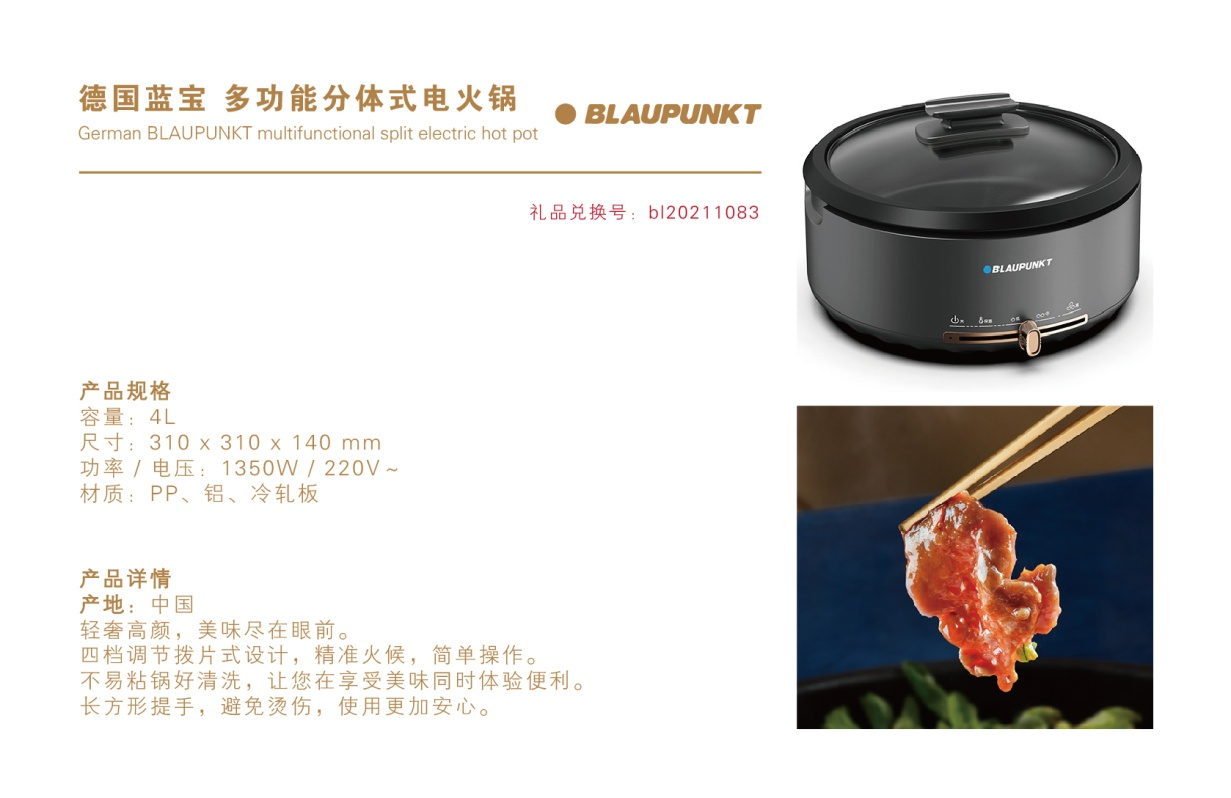 德国蓝宝 多功能分体式电火锅
German BLAUPUNKT multifunctional split electric hot pot
BLAUPUNKT
礼品兑换号：bl20211083
BLAUPUNKT
产品规格
容量：4L
尺寸：310 x 310 x 140 mm
功率 / 电压：1350W / 220V~
材质：PP、铝、冷轧板
产品详情
产地：中国
轻奢高颜，美味尽在眼前。
四档调节拨片式设计，精准火候，简单操作。
不易粘锅好清洗，让您在享受美味同时体验便利。
长方形提手，避免烫伤，使用更加安心。